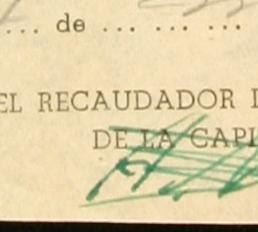 ... de ... ... ...
EL RECAUDADOR
DE LA CAPI